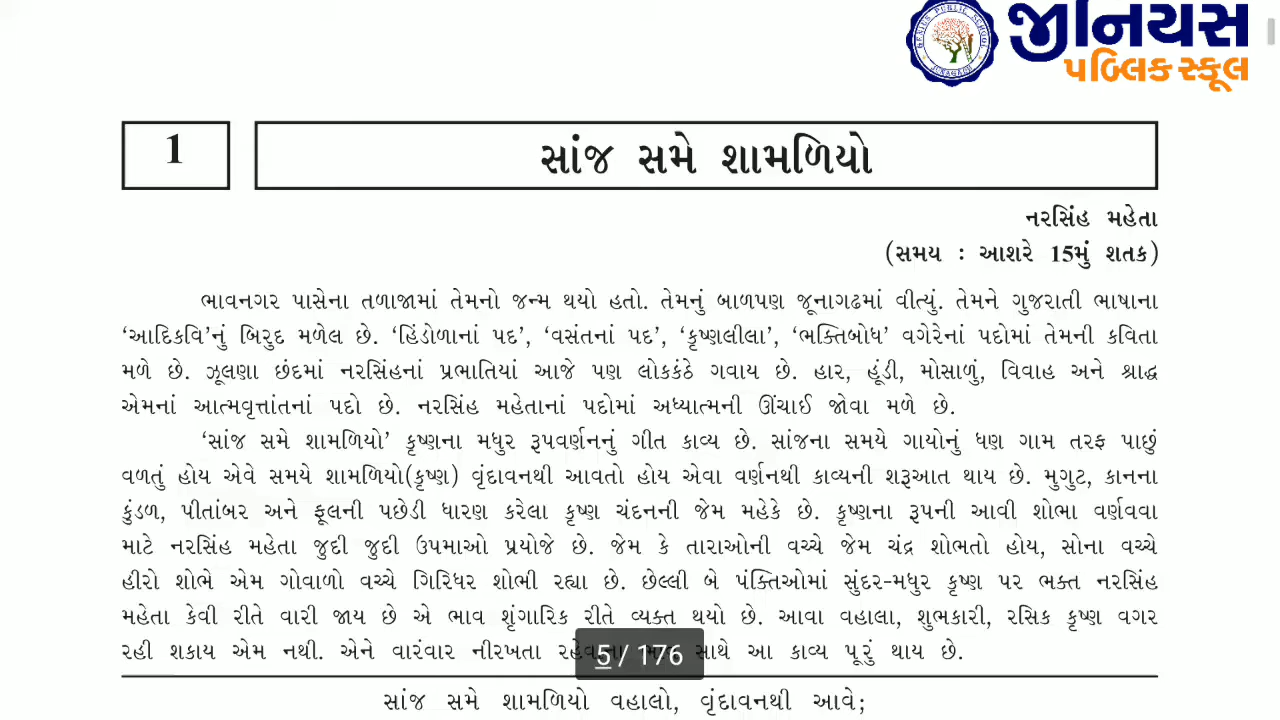 જીનિયસ
પબ્લિક સ્કૂલ
GENIUS PUBLIC SCHOOL
JUNAGADH
1
સાંજ સમે શામળિયો
નરસિંહ મહેતા
(સમય : આશરે 15મું શતક)
ભાવનગર પાસેના તળાજામાં તેમનો જન્મ થયો હતો. તેમનું બાળપણ જૂનાગઢમાં વીત્યું. તેમને ગુજરાતી ભાષાના
‘આદિકવિ’નું બિરુદ મળેલ છે. ‘હિંડોળાનાં પદ’, ‘વસંતનાં પદ’, ‘કૃષ્ણલીલા’, ‘ભક્તિબોધ’ વગેરેનાં પદોમાં તેમની કવિતા
મળે છે. ઝૂલણા છંદમાં નરસિંહનાં પ્રભાતિયાં આજે પણ લોકકંઠે ગવાય છે. હાર, હૂંડી, મોસાળું, વિવાહ અને શ્રાદ્ધ
એમનાં આત્મવૃત્તાંતનાં પદો છે. નરસિંહ મહેતાનાં પદોમાં અધ્યાત્મની ઊંચાઈ જોવા મળે છે.
‘સાંજ સમે શામળિયો’ કૃષ્ણના મધુર રૂપવર્ણનનું ગીત કાવ્ય છે. સાંજના સમયે ગાયોનું ધણ ગામ તરફ પાછું
વળતું હોય એવે સમયે શામળિયો(કૃષ્ણ) વૃંદાવનથી આવતો હોય એવા વર્ણનથી કાવ્યની શરૂઆત થાય છે. મુગુટ, કાનના
કુંડળ, પીતાંબર અને ફૂલની પછેડી ધારણ કરેલા કૃષ્ણ ચંદનની જેમ મહેકે છે. કૃષ્ણના રૂપની આવી શોભા વર્ણવવા
માટે નરસિંહ મહેતા જુદી જુદી ઉપમાઓ પ્રયોજે છે. જેમ કે તારાઓની વચ્ચે જેમ ચંદ્ર શોભતો હોય, સોના વચ્ચે
હીરો શોભે એમ ગોવાળો વચ્ચે ગિરિધર શોભી રહ્યા છે. છેલ્લી બે પંક્તિઓમાં સુંદર-મધુર કૃષ્ણ પર ભક્ત નરસિંહ
મહેતા કેવી રીતે વારી જાય છે એ ભાવ શૃંગારિક રીતે વ્યક્ત થયો છે. આવા વહાલા, શુભકારી, રસિક કૃષ્ણ વગર
રહી શકાય એમ નથી. એને વારંવાર નીરખતા સાથે આ કાવ્ય પૂરું થાય છે.
5 / 176
સાંજ સમે શામળિયો વહાલો, વૃંદાવનથી આવે;